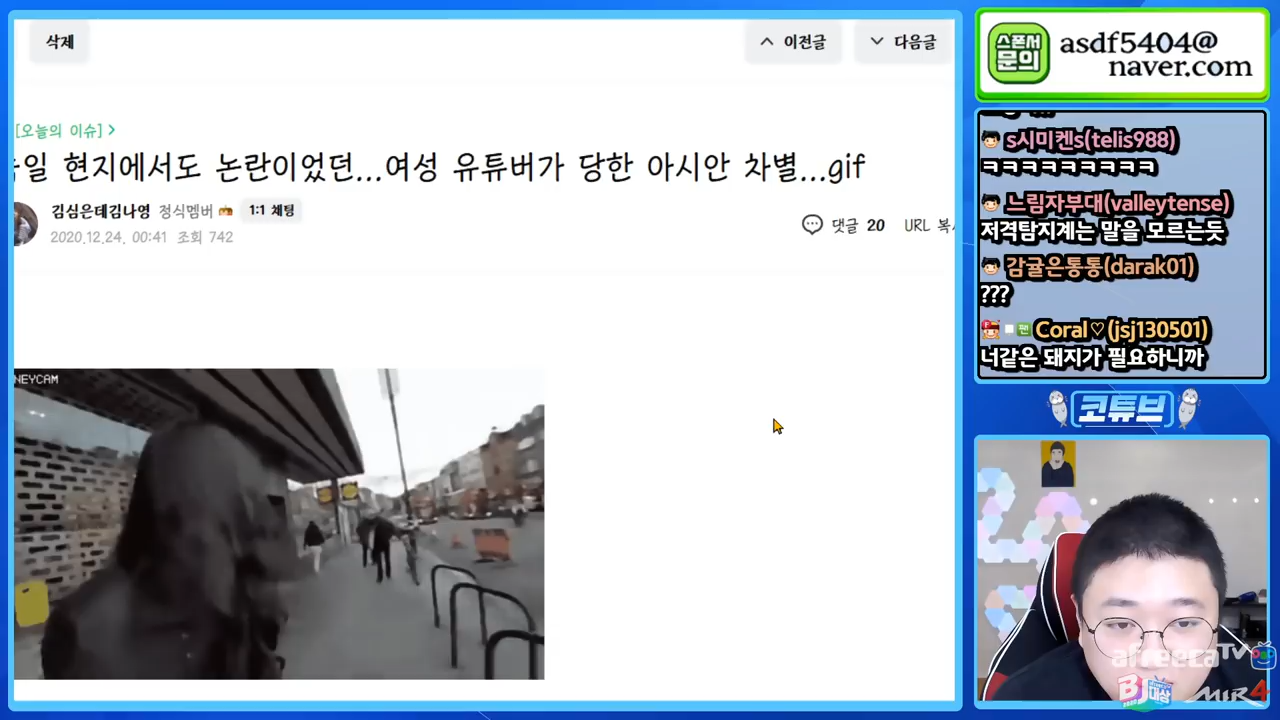 삭제
이전글
다음글
[오늘의 이슈] >
일 현지에서도 논란이었던...여성 유튜버가 당한 아시안 차별...gif
김심은데김나영 정식멤버 1:1 채팅
2020.12.24. 00:41 조회 742
댓글 20 URL 복
NEYCAM
스폰서
문의
asdf5404@
naver.com
s시미켄s(telis988)
ㅋㅋㅋㅋㅋㅋㅋㅋㅋ
느림자부대(valleytense)
저격탐지계는 말을 모르는듯
감귤은통통(darak01)
???
팬 Coral♡(jsj130501)
너같은 돼지가 필요하니까
코튜브
afreecaTV
BJ대상
MIR4